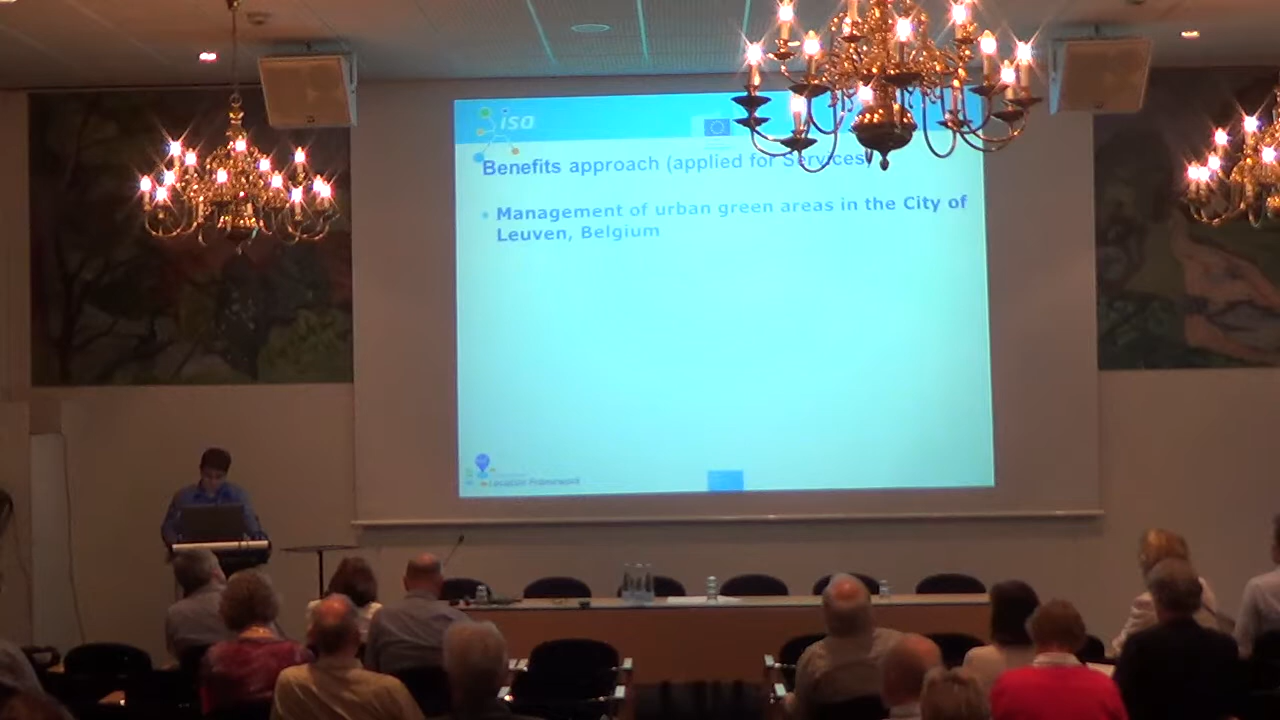 isa
Benefits approach (applied for Services)
• Management of urban green areas in the City of
Leuven, Belgium
Location Framework